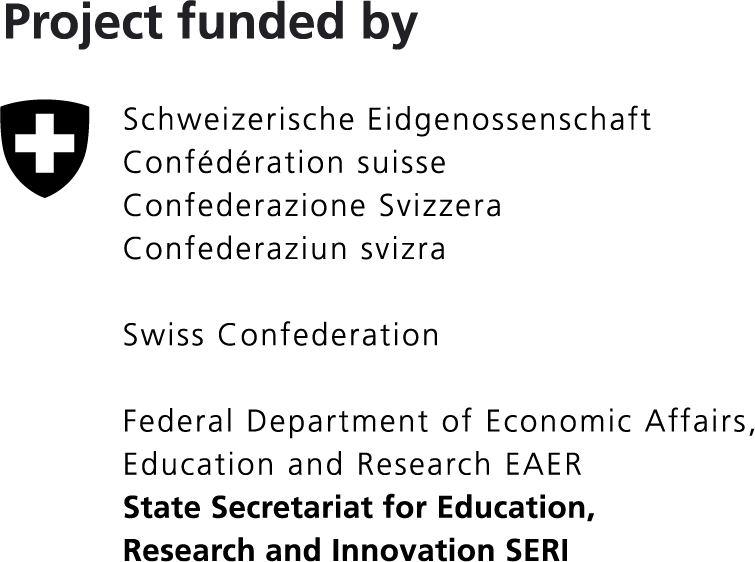 Project funded by
Schweizerische Eidgenossenschaft
Confédération suisse
Confederazione Svizzera
Confederaziun svizra
Swiss Confederation
Federal Department of Economic Affairs,
Education and Research EAER
State Secretariat for Education,
Research and Innovation SERI